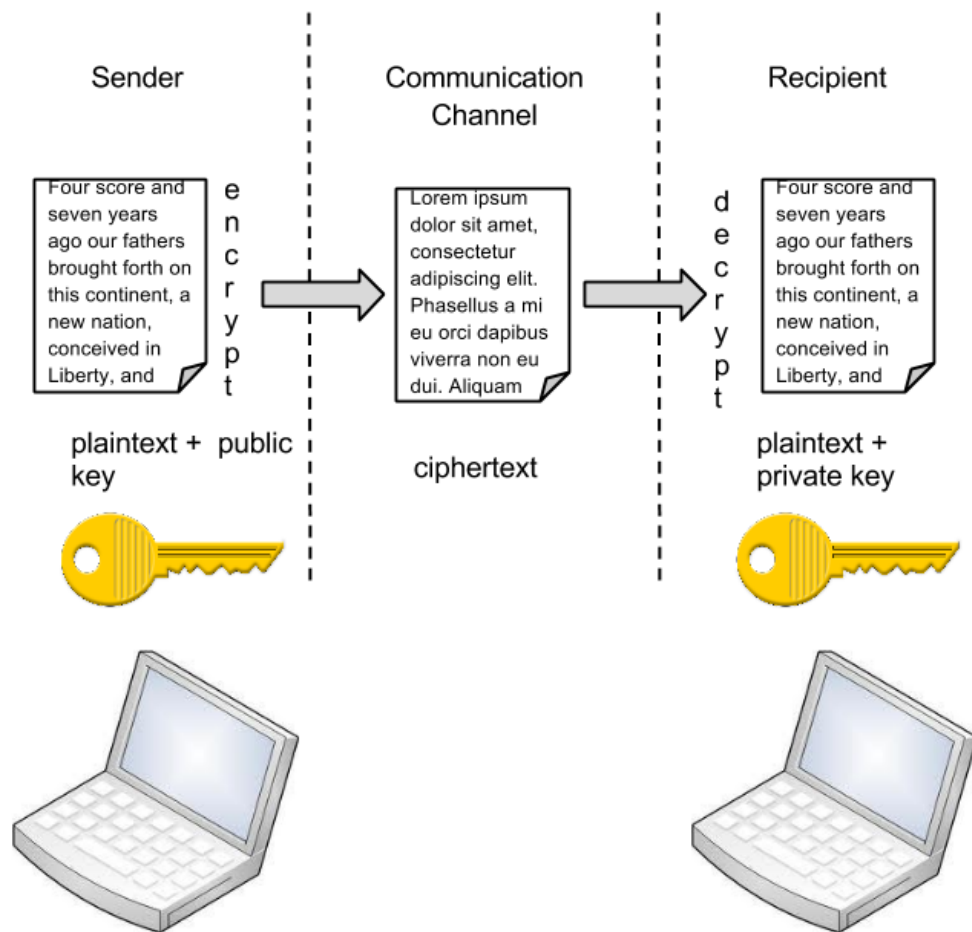 Sender
Communication
Channel
Recipient
Four score and
seven years
ago our fathers
brought forth on
this continent, a
new nation,
conceived in
Liberty, and
encrypt
Lorem ipsum
dolor sit amet,
consectetur
adipiscing elit.
Phasellus a mi
eu orci dapibus
viverra non eu
dui. Aliquam
decrypt
Four score and
seven years
ago our fathers
brought forth on
this continent, a
new nation,
conceived in
Liberty, and
plaintext + public
key
ciphertext
plaintext +
private key